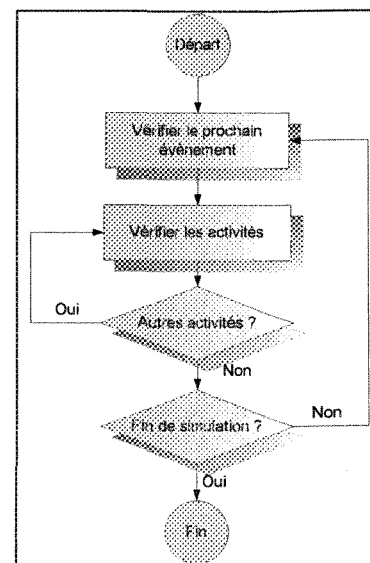 Départ
Vérifier le prochain
événement
Vérifier les activités
Oui
Autres activités ?
Non
Fin de simulation ?
Non
Oui
Fin